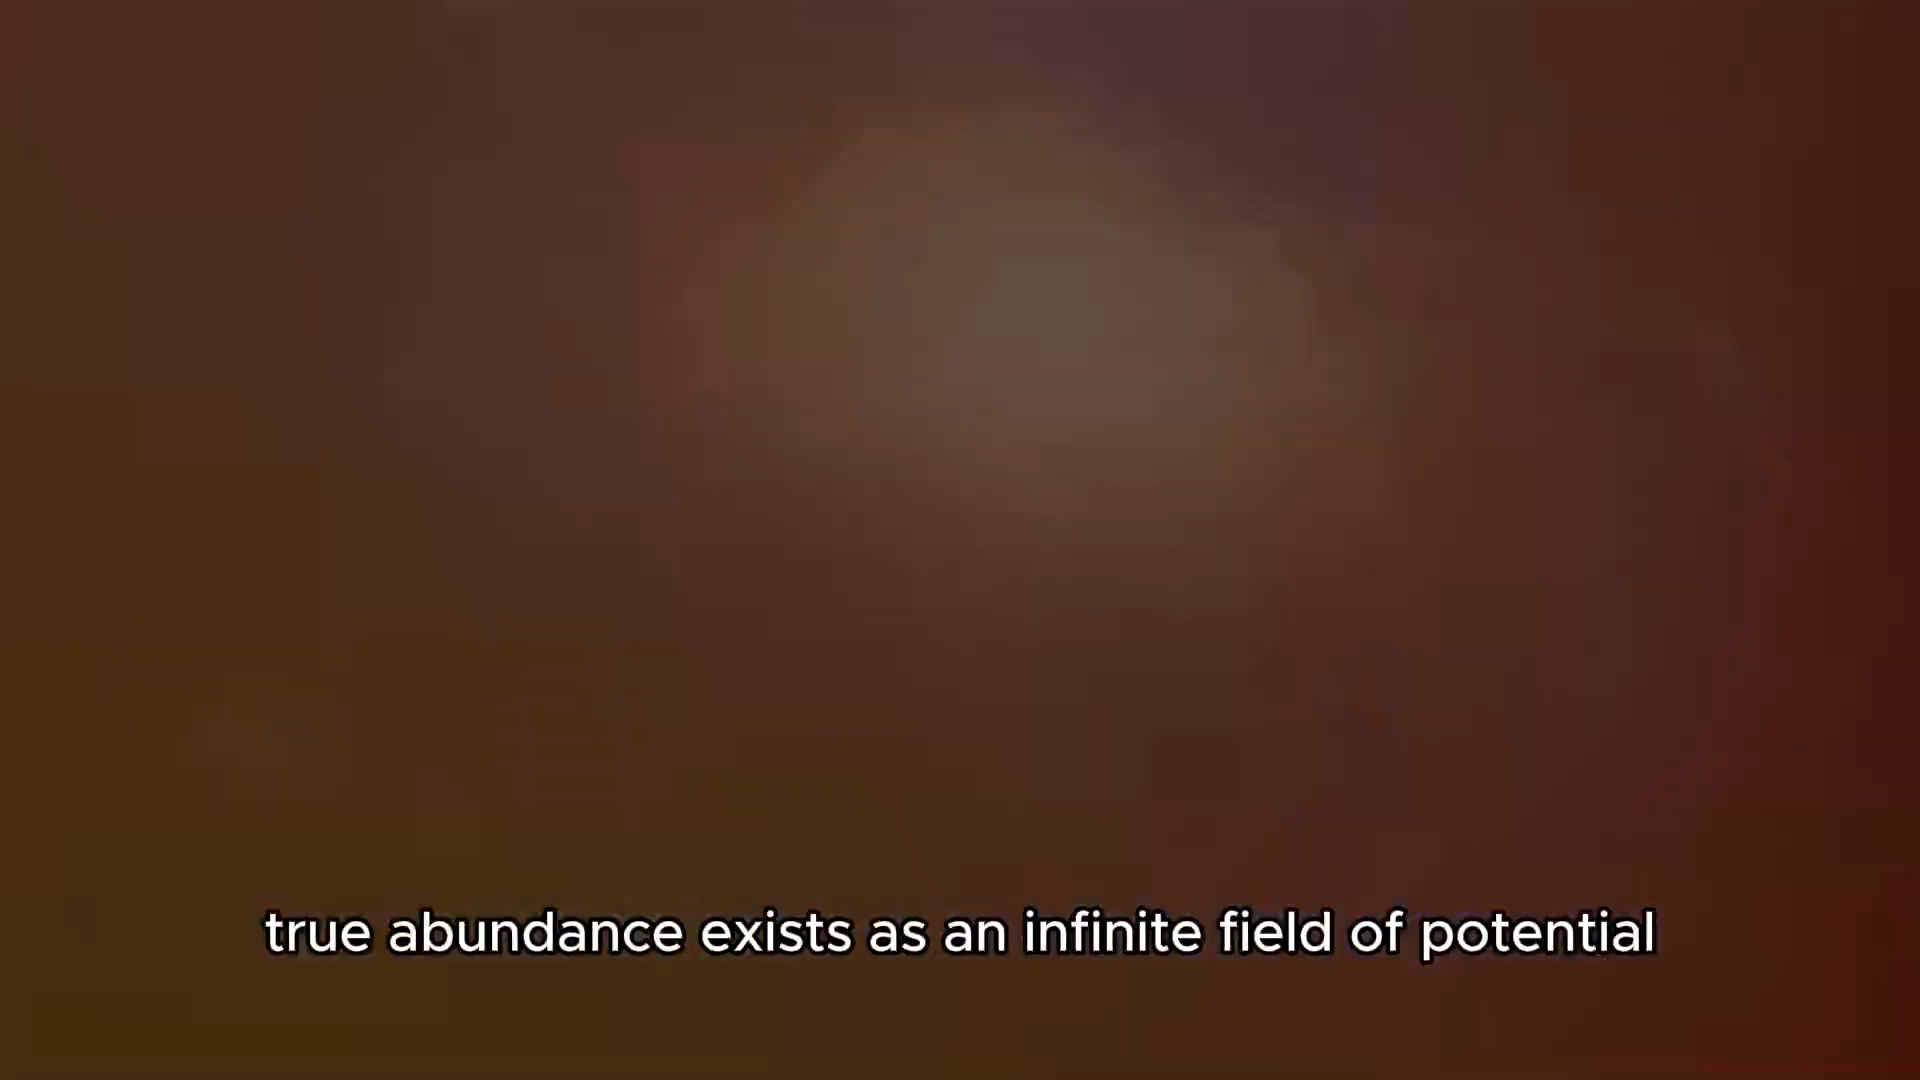 true abundance exists as an infinite field of potential